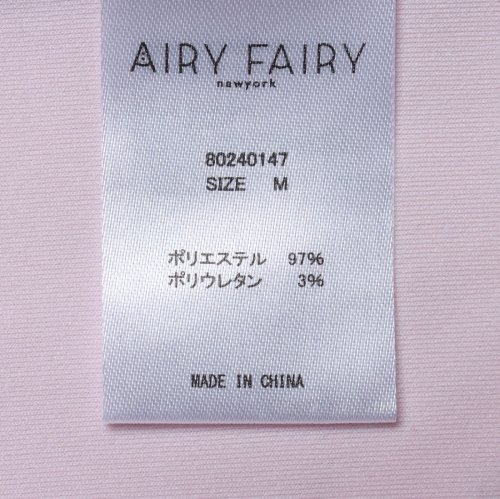 AIRY FAIRY
newyork
80240147
SIZE M
ポリエステル 97%
ポリウレタン 3%
MADE IN CHINA